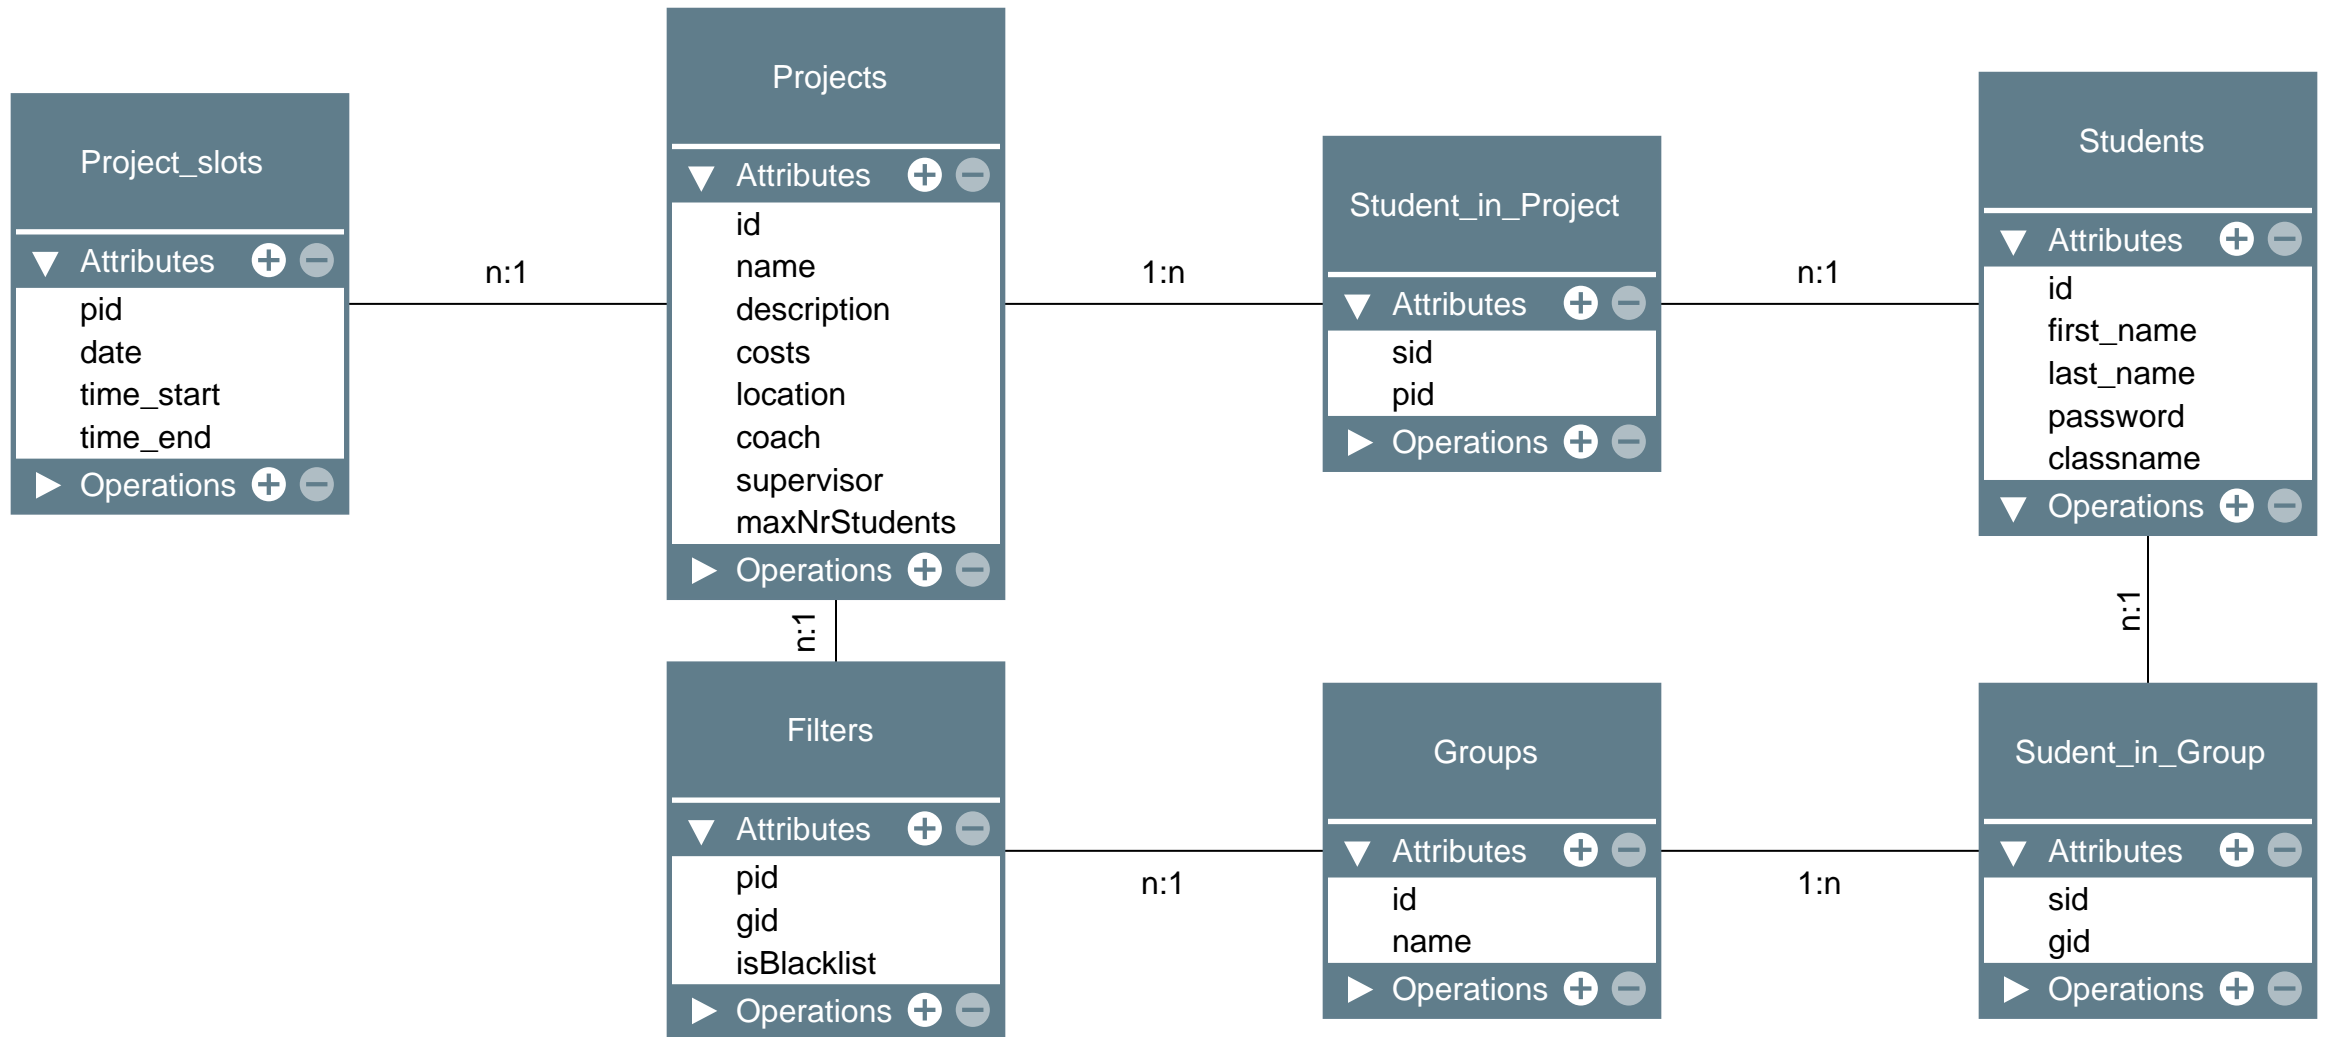 Project_slots
Attributes
pid
date
time_start
time_end
Operations
n:1
Projects
Attributes
id
name
description
costs
location
coach
supervisor
maxNrStudents
Operations
1:n
Student_in_Project
Attributes
sid
pid
Operations
n:1
Students
Attributes
id
first_name
last_name
password
classname
Operations
n:1
n:1
Filters
Attributes
pid
gid
isBlacklist
Operations
n:1
Groups
Attributes
id
name
Operations
1:n
Sudent_in_Group
Attributes
sid
gid
Operations